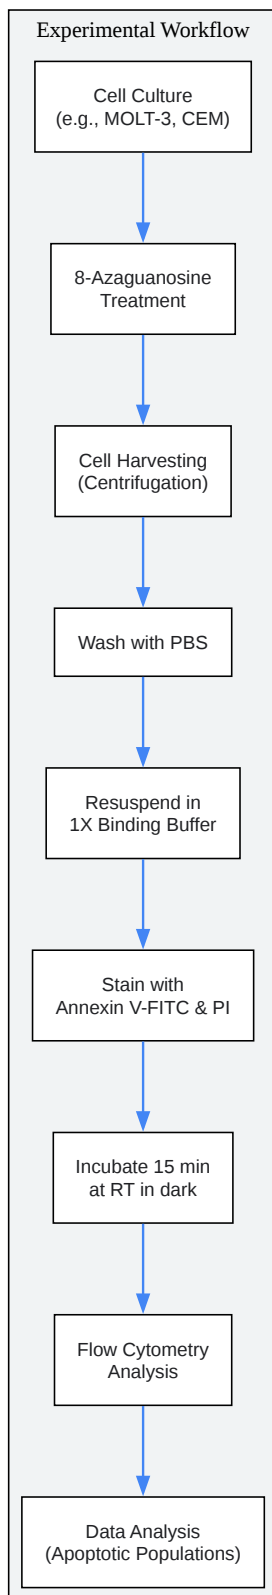 Experimental Workflow
Cell Culture
(e.g., MOLT-3, CEM)
8-Azaguanosine
Treatment
Cell Harvesting
(Centrifugation)
Wash with PBS
Resuspend in
1X Binding Buffer
Stain with
Annexin V-FITC & PI
Incubate 15 min
at RT in dark
Flow Cytometry
Analysis
Data Analysis
(Apoptotic Populations)